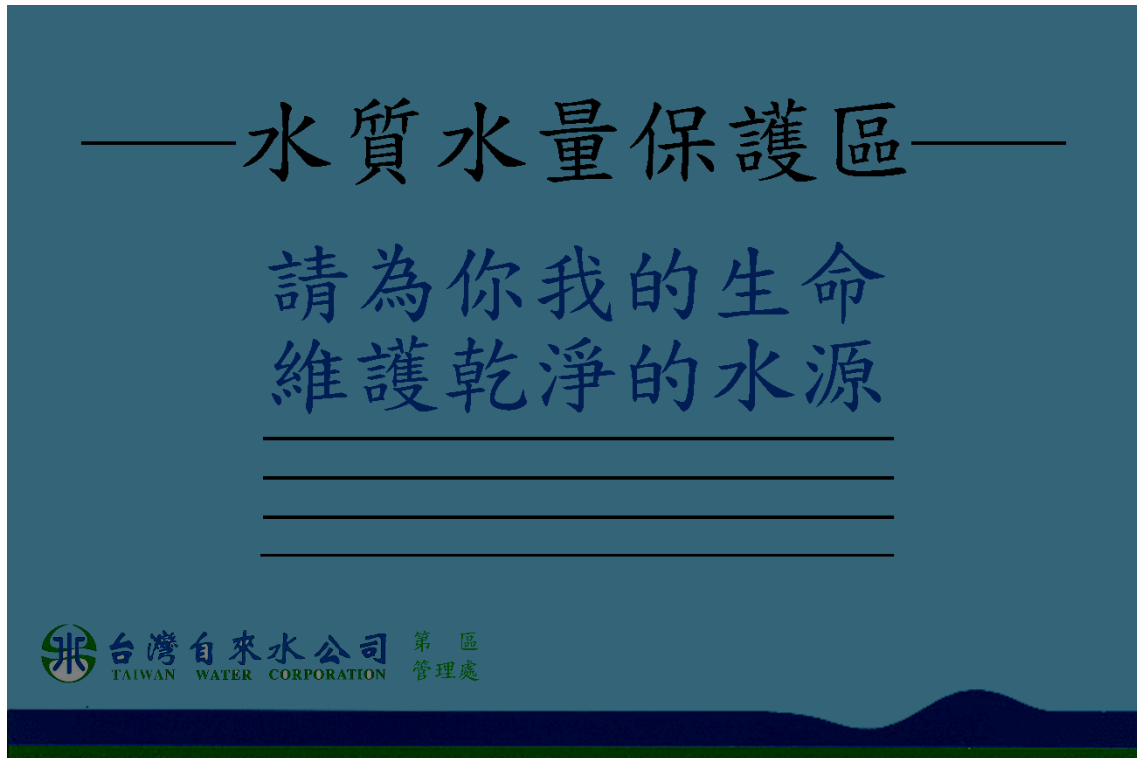 水質水量保護區
請為你我的生命
維護乾淨的水源
台灣自來水公司 第 區
TAIWAN WATER CORPORATION 管理處